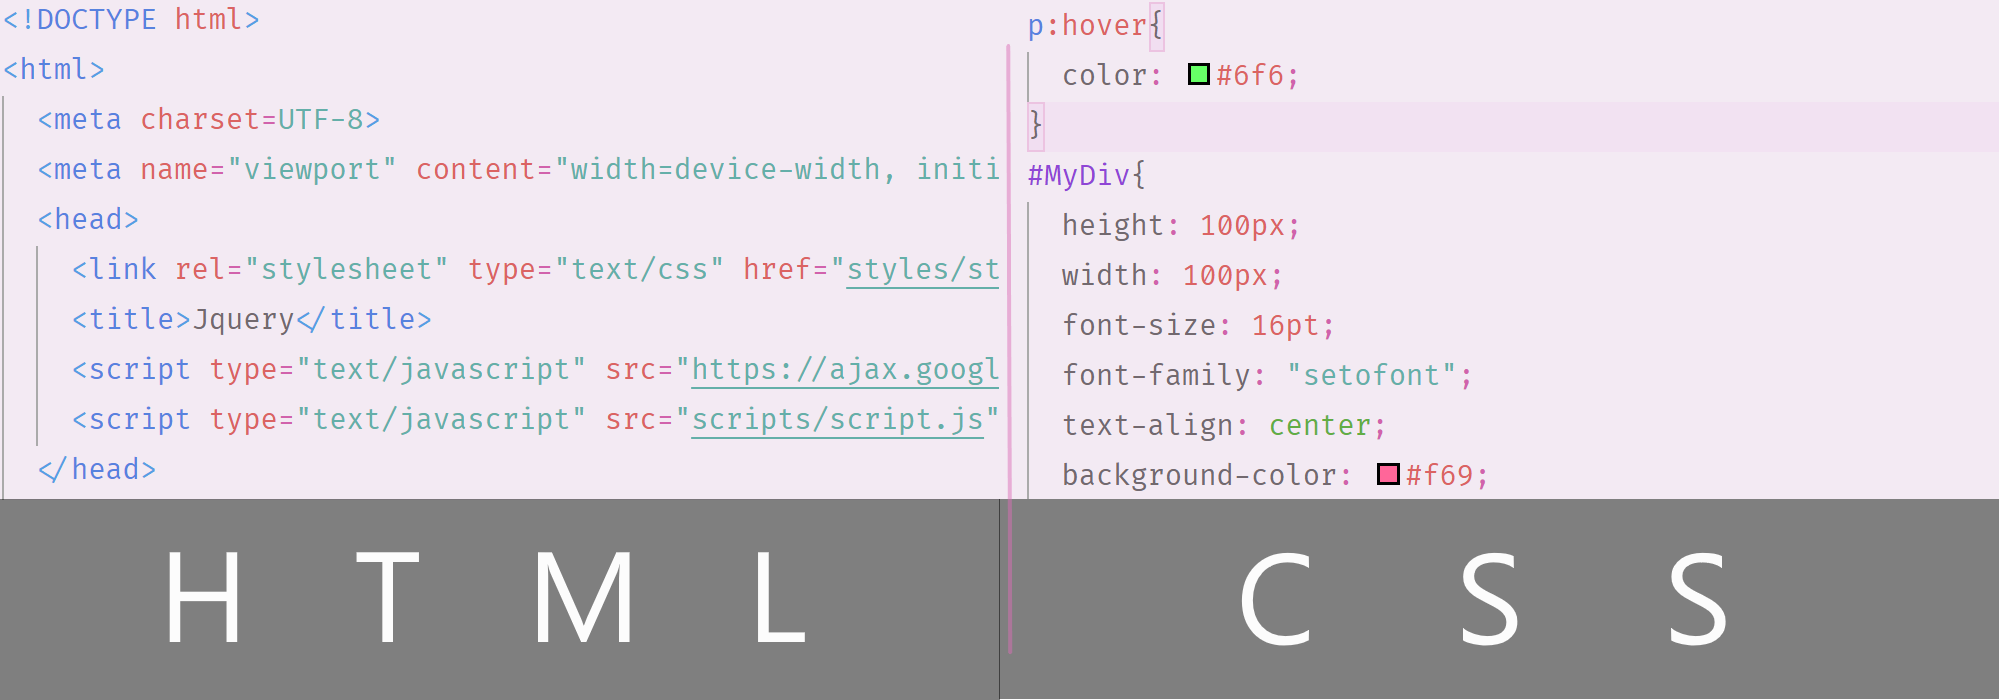 <!DOCTYPE html>
<html>
<meta charset=UTF-8>
<meta name="viewport" content="width=device-width, initi
<head>
<link rel="stylesheet" type="text/css" href="styles/st
<title>Jquery</title>
<script type="text/javascript" src="https://ajax.googl
<script type="text/javascript" src="scripts/script.js"
</head>
H T M L
p:hover{
color: #6f6;
}
#MyDiv{
height: 100px;
width: 100px;
font-size: 16pt;
font-family: "setofont";
text-align: center;
background-color: #f69;
C S S